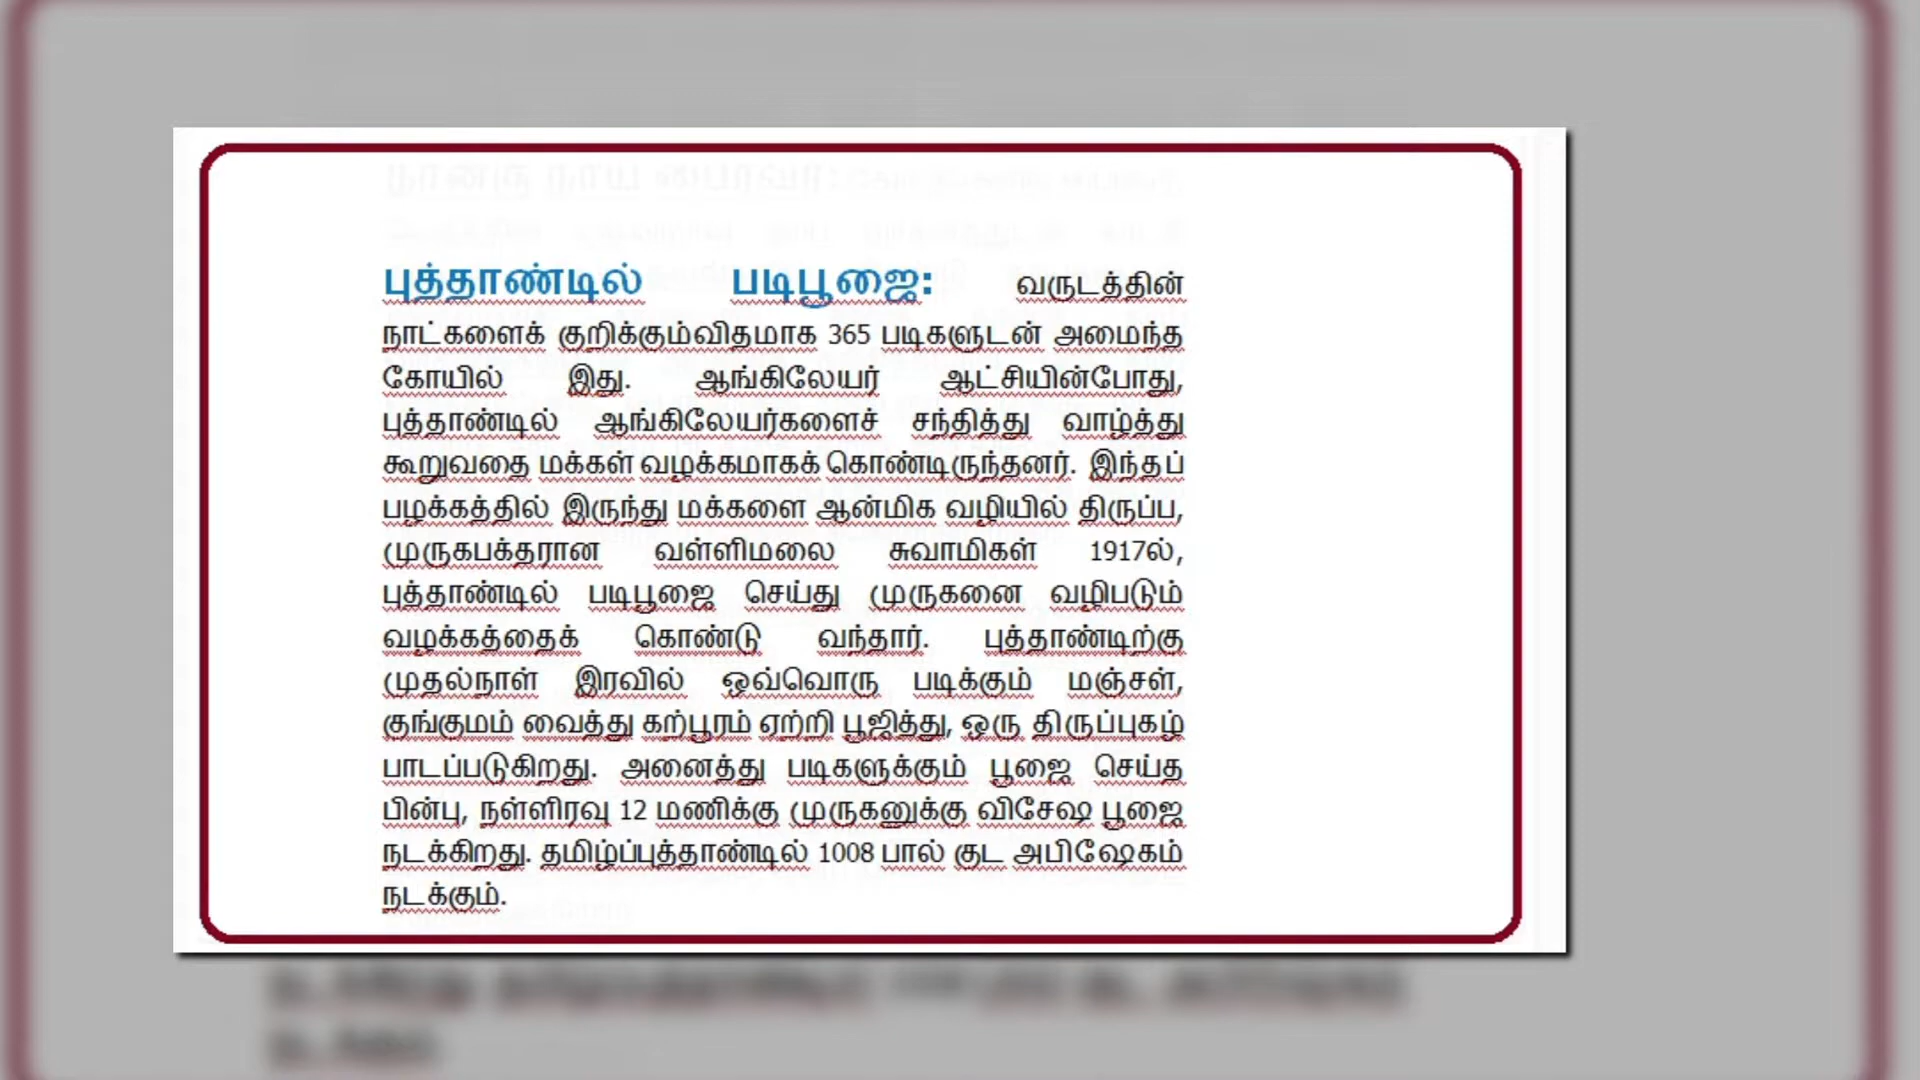 புத்தாண்டில் படிபூஜை: வருடத்தின்
நாட்களைக் குறிக்கும்விதமாக 365 படிகளுடன் அமைந்த
கோயில் இது. ஆங்கிலேயர் ஆட்சியின்போது,
புத்தாண்டில் ஆங்கிலேயர்களைச் சந்தித்து வாழ்த்து
கூறுவதை மக்கள் வழக்கமாகக் கொண்டிருந்தனர். இந்தப்
பழக்கத்தில் இருந்து மக்களை ஆன்மிக வழியில் திருப்ப,
முருகபக்தரான வள்ளிமலை சுவாமிகள் 1917ல்,
புத்தாண்டில் படிபூஜை செய்து முருகனை வழிபடும்
வழக்கத்தைக் கொண்டு வந்தார். புத்தாண்டிற்கு
முதல்நாள் இரவில் ஒவ்வொரு படிக்கும் மஞ்சள்,
குங்குமம் வைத்து கற்பூரம் ஏற்றி பூஜித்து, ஒரு திருப்புகழ்
பாடப்படுகிறது. அனைத்து படிகளுக்கும் பூஜை செய்த
பின்பு, நள்ளிரவு 12 மணிக்கு முருகனுக்கு விசேஷ பூஜை
நடக்கிறது. தமிழ்ப்புத்தாண்டில் 1008 பால் குட அபிஷேகம்
நடக்கும்.